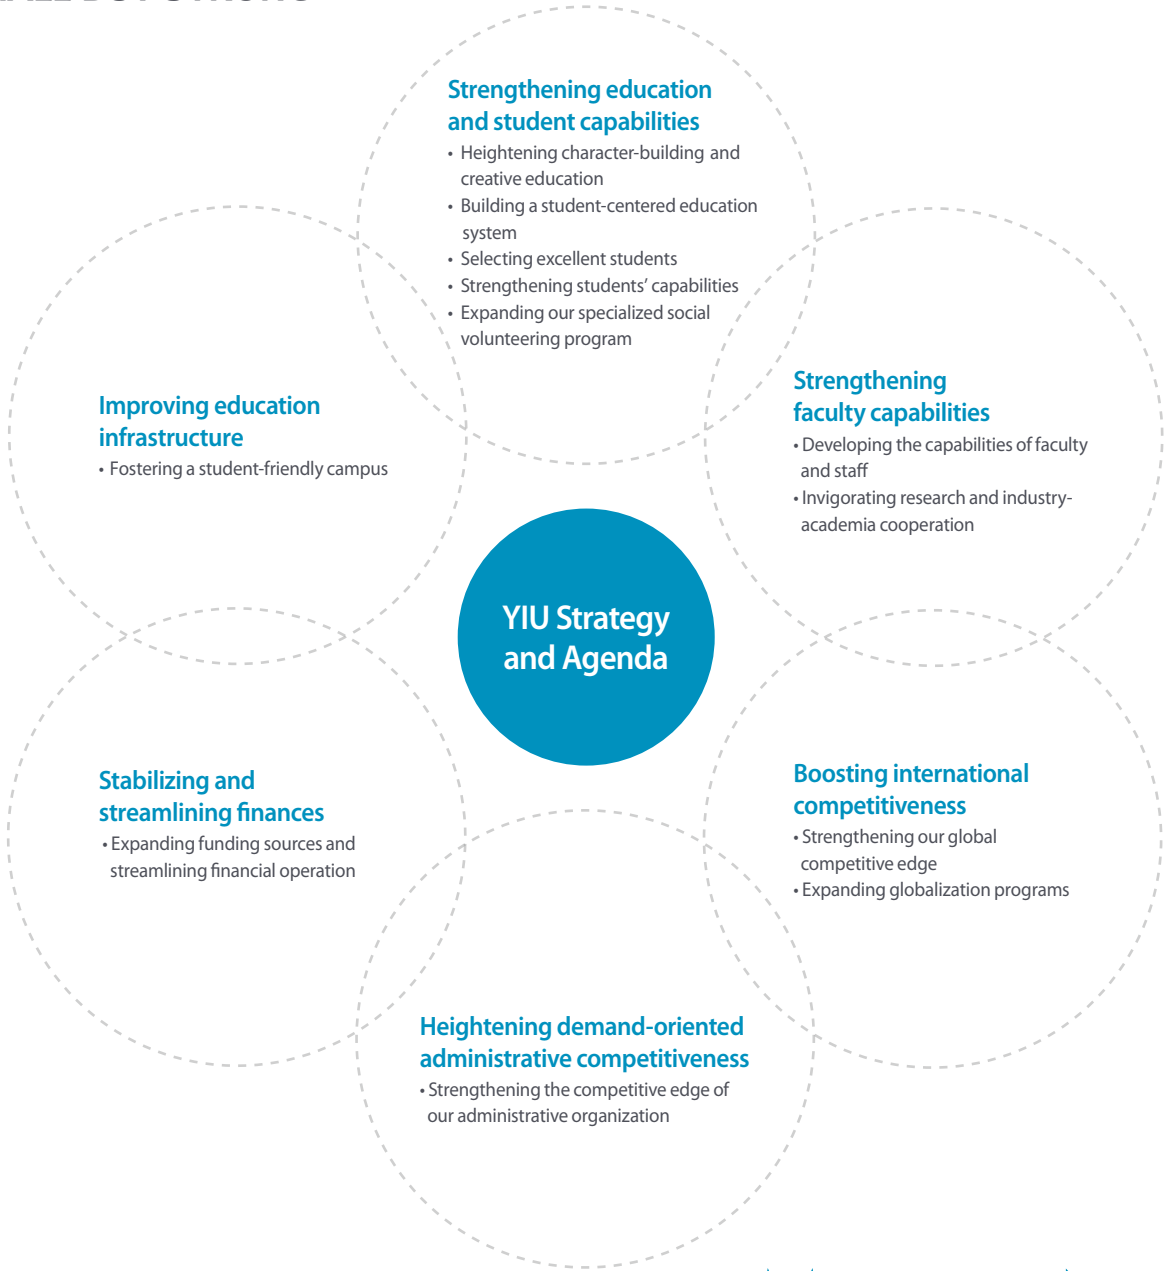 Strengthening education
and student capabilities
• Heightening character-building and
creative education
• Building a student-centered education
system
• Selecting excellent students
• Strengthening students’ capabilities
• Expanding our specialized social
volunteering program
Strengthening
faculty capabilities
• Developing the capabilities of faculty
and staff
• Invigorating research and industry-
academia cooperation
Improving education
infrastructure
• Fostering a student-friendly campus
YIU Strategy
and Agenda
Stabilizing and
streamlining finances
• Expanding funding sources and
streamlining financial operation
Boosting international
competitiveness
• Strengthening our global
competitive edge
• Expanding globalization programs
Heightening demand-oriented
administrative competitiveness
• Strengthening the competitive edge of
our administrative organization